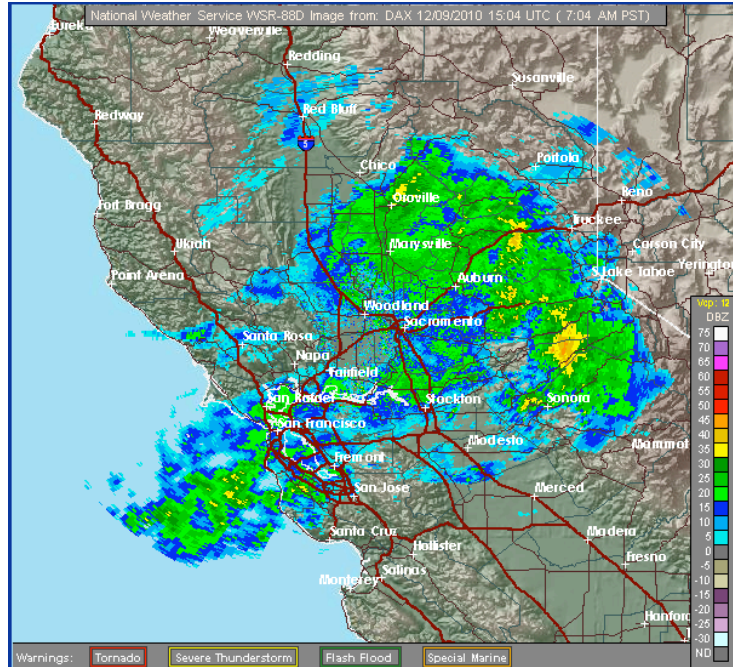 National Weather Service WSR-88D Image from: DAX 12/09/2010 15:04 UTC ( 7:04 AM PST)
Eureka
Weaverville
Redding
Susanville
Red Bluff
Redway
5
Chico
Portola
Reno
Fort Bragg
Oroville
Truckee
Ukiah
Marysville
Carson City
Point Arena
Auburn
S Lake Tahoe
Yerington
Woodland
Sacramento
Santa Rosa
Napa
Fairfield
San Rafael
Stockton
Sonora
San Francisco
Modesto
Mammot
Fremont
San Jose
Merced
Santa Cruz
Madera
Hollister
Fresno
Salinas
Monterey
Hanford
Vcp: 12
DBZ
75
70
65
60
55
50
45
40
35
30
25
20
15
10
5
0
-5
-10
-15
-20
-25
-30
ND
Warnings: Tornado Severe Thunderstorm Flash Flood Special Marine